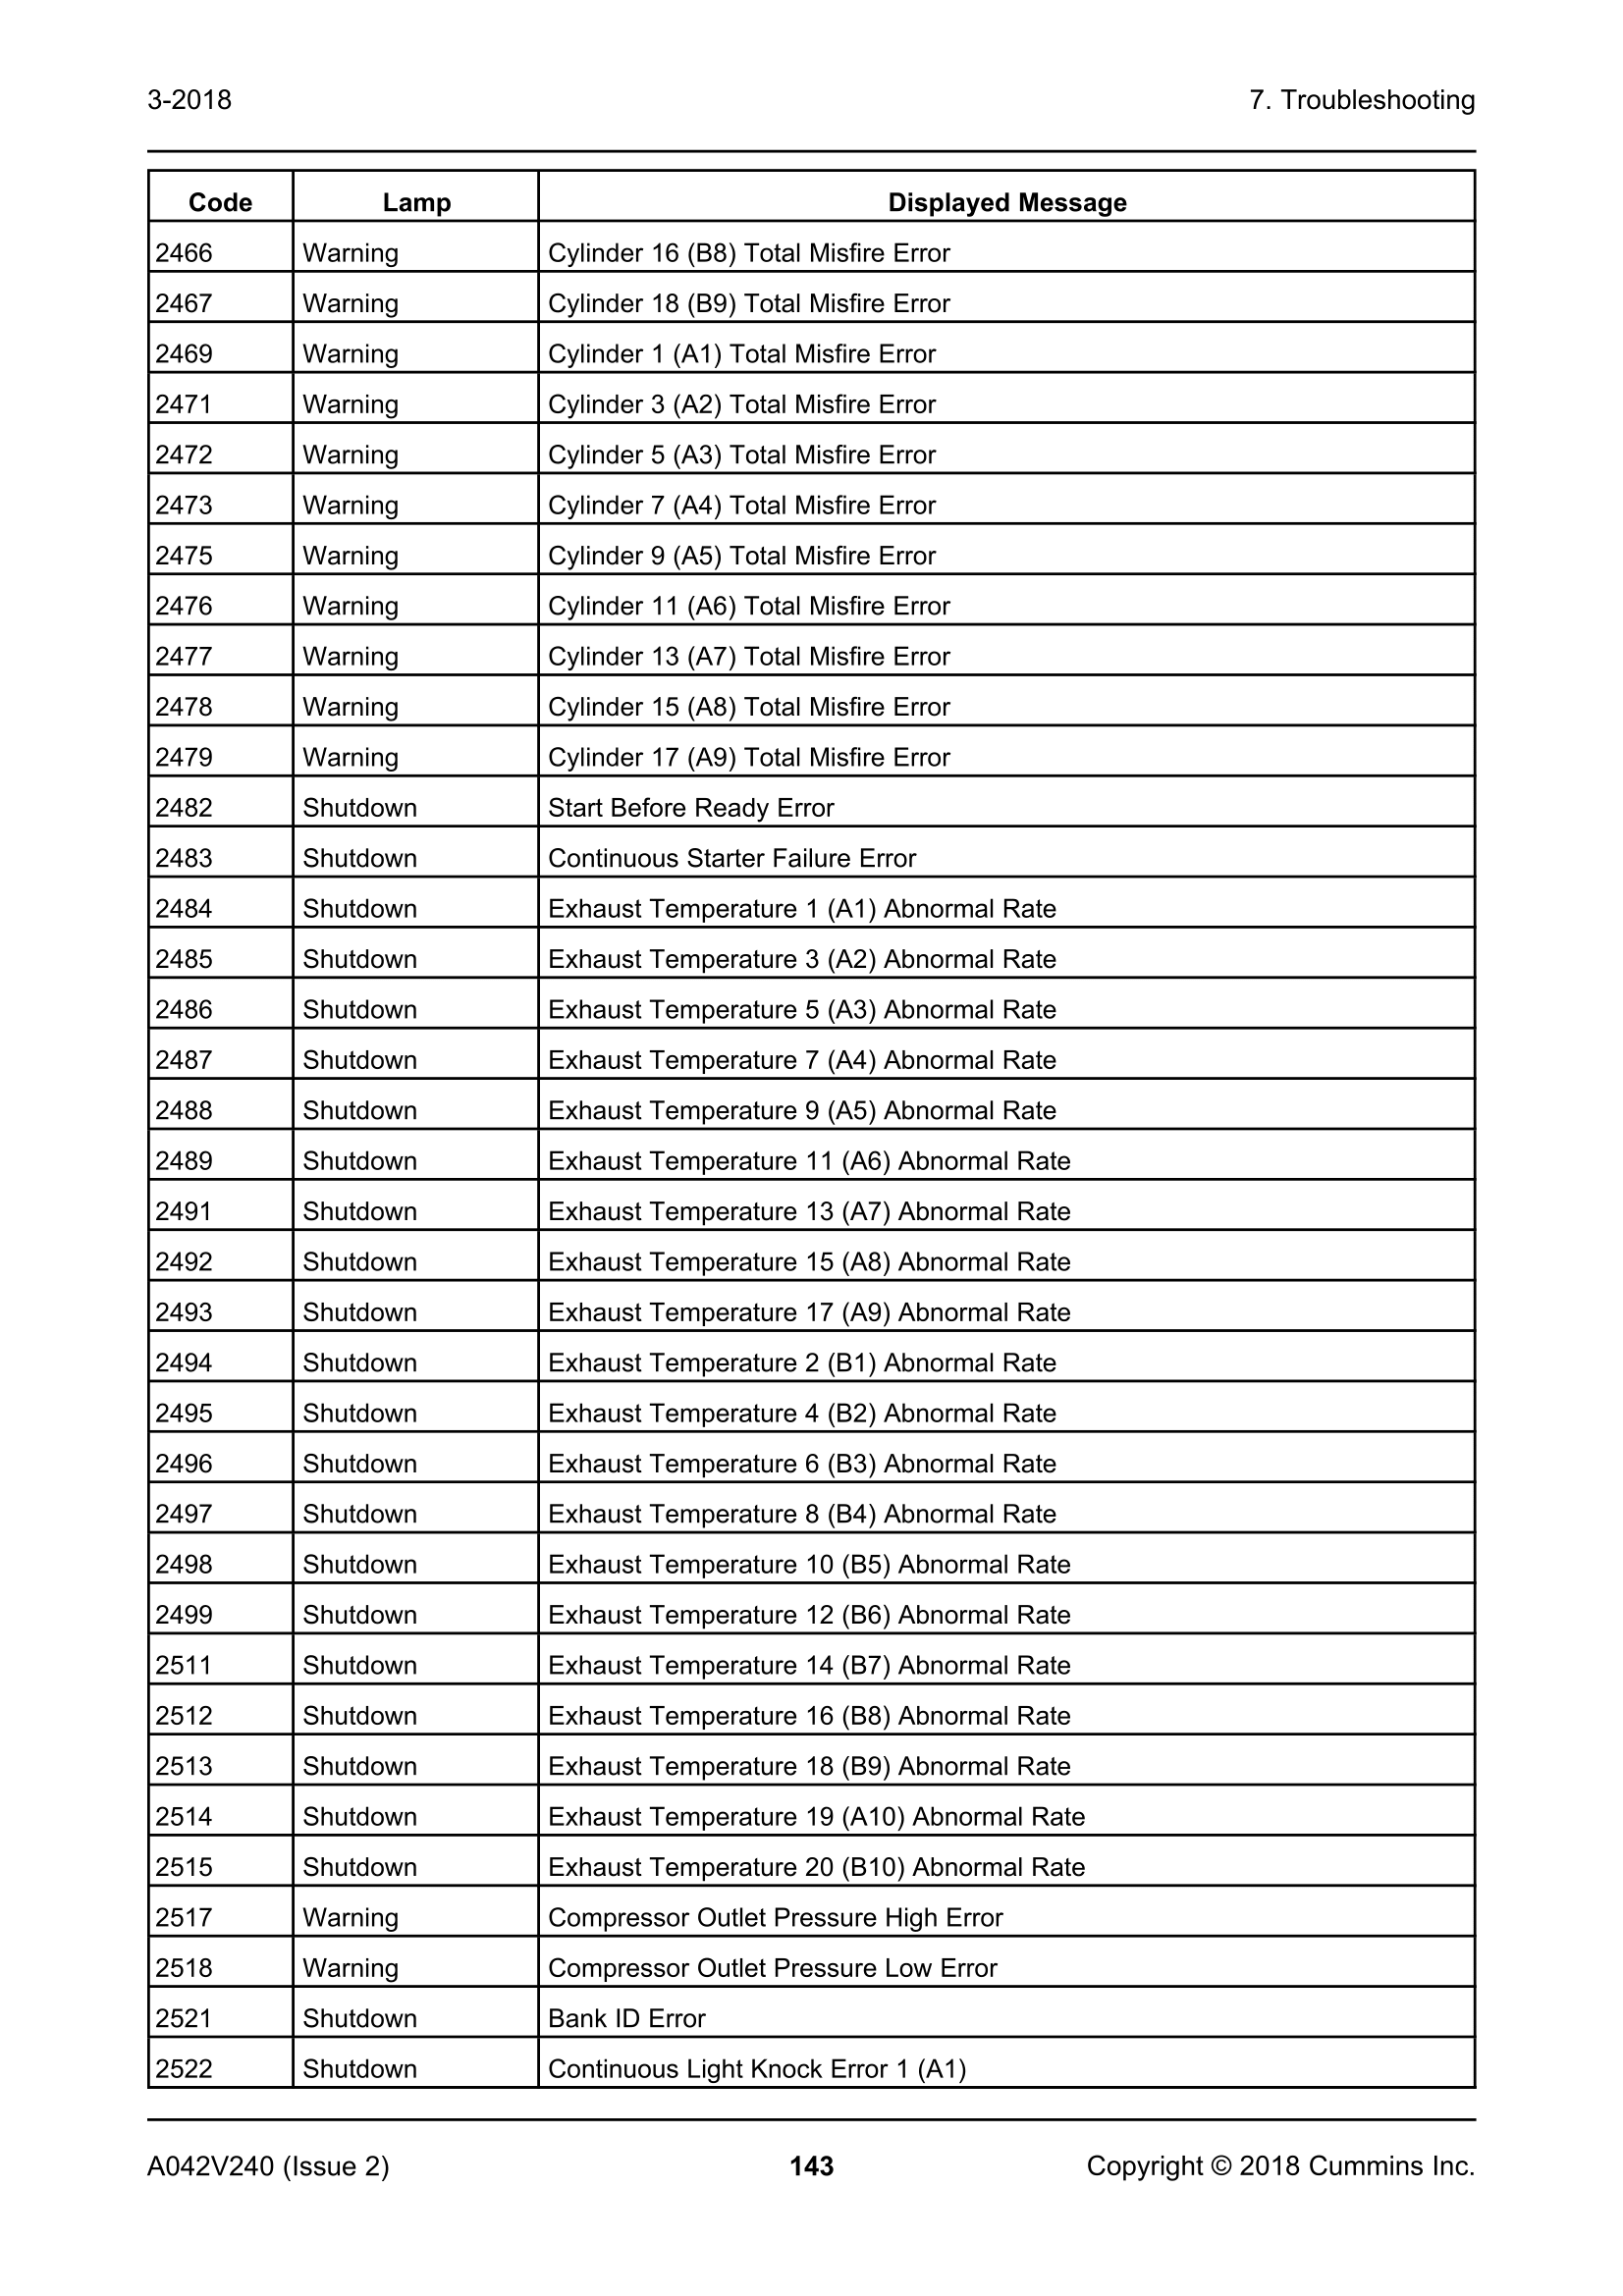 3-2018 7. Troubleshooting
Code Lamp Displayed Message
2466 Warning Cylinder 16 (B8) Total Misfire Error
2467 Warning Cylinder 18 (B9) Total Misfire Error
2469 Warning Cylinder 1 (A1) Total Misfire Error
2471 Warning Cylinder 3 (A2) Total Misfire Error
2472 Warning Cylinder 5 (A3) Total Misfire Error
2473 Warning Cylinder 7 (A4) Total Misfire Error
2475 Warning Cylinder 9 (A5) Total Misfire Error
2476 Warning Cylinder 11 (A6) Total Misfire Error
2477 Warning Cylinder 13 (A7) Total Misfire Error
2478 Warning Cylinder 15 (A8) Total Misfire Error
2479 Warning Cylinder 17 (A9) Total Misfire Error
2482 Shutdown Start Before Ready Error
2483 Shutdown Continuous Starter Failure Error
2484 Shutdown Exhaust Temperature 1 (A1) Abnormal Rate
2485 Shutdown Exhaust Temperature 3 (A2) Abnormal Rate
2486 Shutdown Exhaust Temperature 5 (A3) Abnormal Rate
2487 Shutdown Exhaust Temperature 7 (A4) Abnormal Rate
2488 Shutdown Exhaust Temperature 9 (A5) Abnormal Rate
2489 Shutdown Exhaust Temperature 11 (A6) Abnormal Rate
2491 Shutdown Exhaust Temperature 13 (A7) Abnormal Rate
2492 Shutdown Exhaust Temperature 15 (A8) Abnormal Rate
2493 Shutdown Exhaust Temperature 17 (A9) Abnormal Rate
2494 Shutdown Exhaust Temperature 2 (B1) Abnormal Rate
2495 Shutdown Exhaust Temperature 4 (B2) Abnormal Rate
2496 Shutdown Exhaust Temperature 6 (B3) Abnormal Rate
2497 Shutdown Exhaust Temperature 8 (B4) Abnormal Rate
2498 Shutdown Exhaust Temperature 10 (B5) Abnormal Rate
2499 Shutdown Exhaust Temperature 12 (B6) Abnormal Rate
2511 Shutdown Exhaust Temperature 14 (B7) Abnormal Rate
2512 Shutdown Exhaust Temperature 16 (B8) Abnormal Rate
2513 Shutdown Exhaust Temperature 18 (B9) Abnormal Rate
2514 Shutdown Exhaust Temperature 19 (A10) Abnormal Rate
2515 Shutdown Exhaust Temperature 20 (B10) Abnormal Rate
2517 Warning Compressor Outlet Pressure High Error
2518 Warning Compressor Outlet Pressure Low Error
2521 Shutdown Bank ID Error
2522 Shutdown Continuous Light Knock Error 1 (A1)
A042V240 (Issue 2) 143 Copyright © 2018 Cummins Inc.